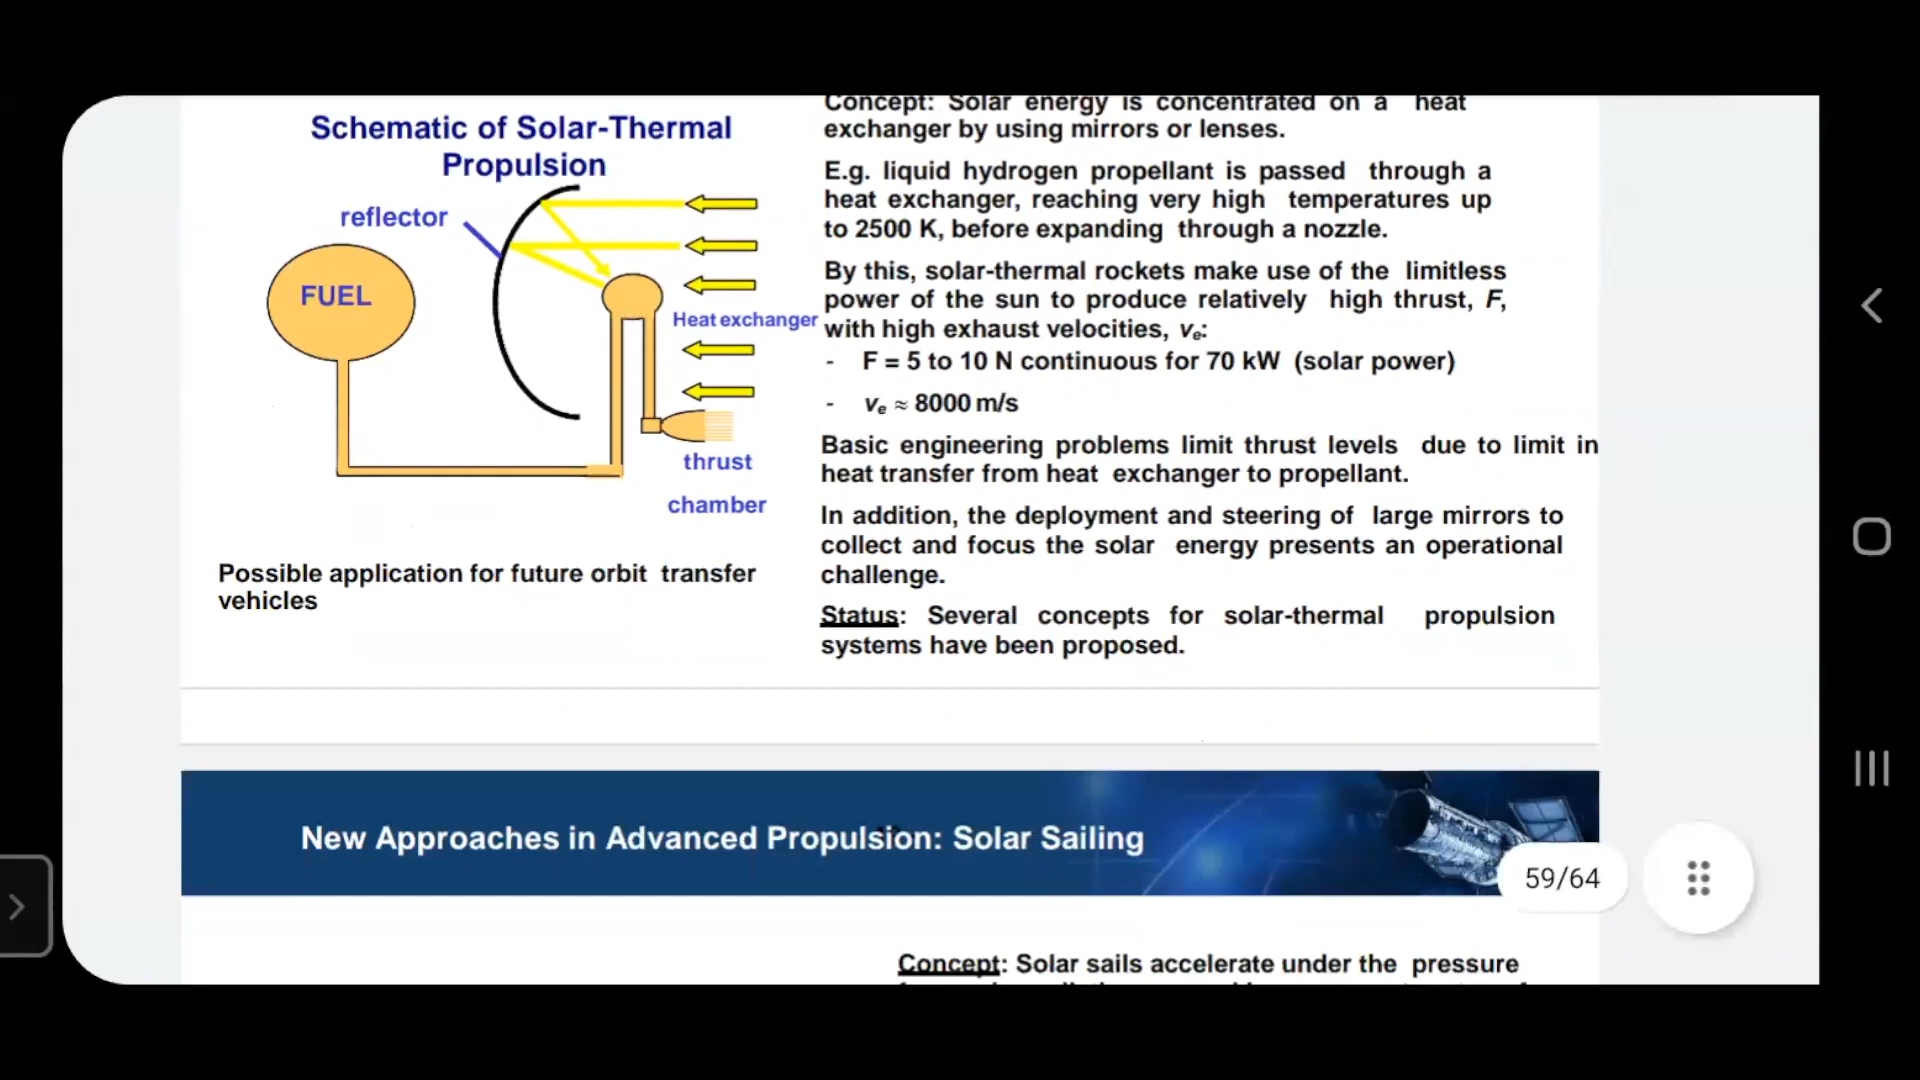 Schematic of Solar-Thermal
Propulsion
reflector
FUEL
Heat exchanger
thrust
chamber
Possible application for future orbit transfer
vehicles
Concept: Solar energy is concentrated on a heat
exchanger by using mirrors or lenses.
E.g. liquid hydrogen propellant is passed through a
heat exchanger, reaching very high temperatures up
to 2500 K, before expanding through a nozzle.
By this, solar-thermal rockets make use of the limitless
power of the sun to produce relatively high thrust, F,
with high exhaust velocities, ve:
- F = 5 to 10 N continuous for 70 kW (solar power)
- ve ≈ 8000 m/s
Basic engineering problems limit thrust levels due to limit in
heat transfer from heat exchanger to propellant.
In addition, the deployment and steering of large mirrors to
collect and focus the solar energy presents an operational
challenge.
Status: Several concepts for solar-thermal propulsion
systems have been proposed.
New Approaches in Advanced Propulsion: Solar Sailing
59/64
Concept: Solar sails accelerate under the pressure